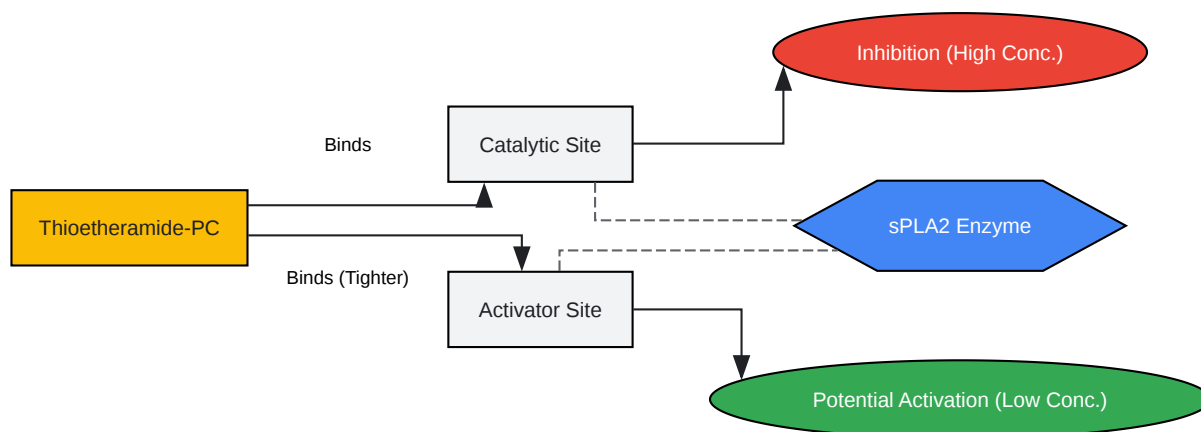 Inhibition (High Conc.)
Binds
Catalytic Site
Thioetheramide-PC
sPLA2 Enzyme
Binds (Tighter)
Activator Site
Potential Activation (Low Conc.)